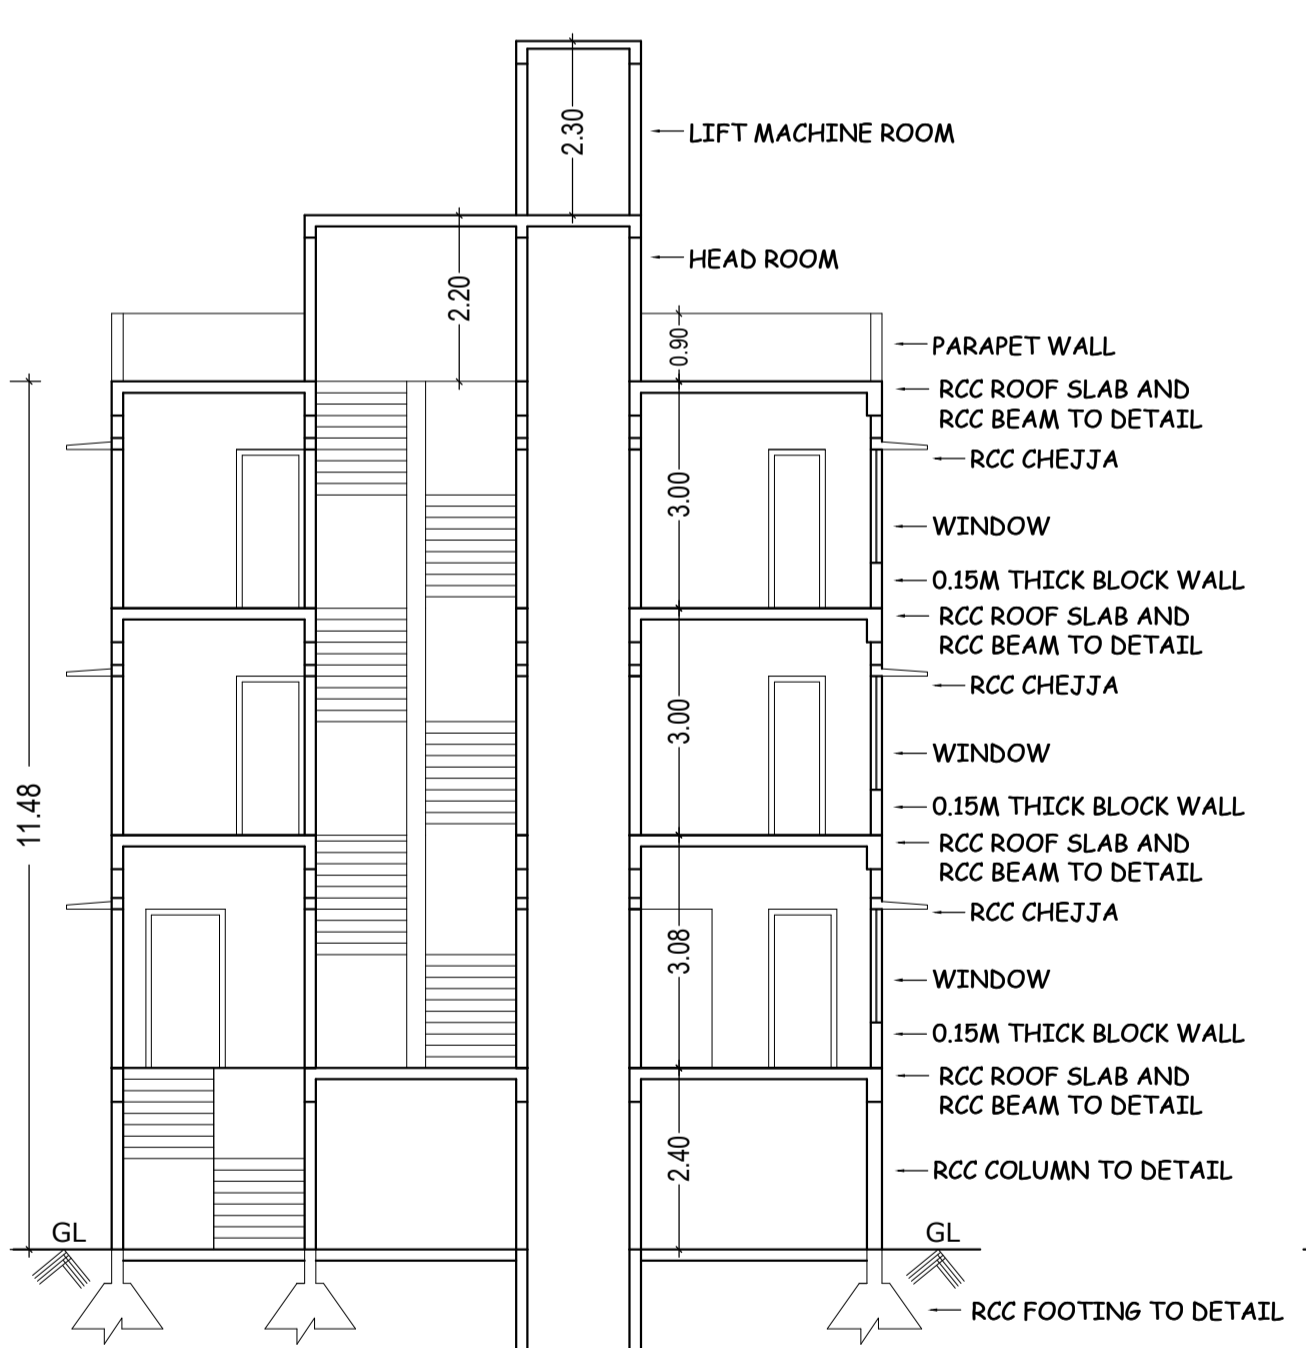 2.30
LIFT MACHINE ROOM
HEAD ROOM
2.20
0.90
PARAPET WALL
RCC ROOF SLAB AND
RCC BEAM TO DETAIL
RCC CHEJJA
3.00
WINDOW
0.15M THICK BLOCK WALL
RCC ROOF SLAB AND
RCC BEAM TO DETAIL
RCC CHEJJA
3.00
WINDOW
11.48
0.15M THICK BLOCK WALL
RCC ROOF SLAB AND
RCC BEAM TO DETAIL
RCC CHEJJA
3.08
WINDOW
0.15M THICK BLOCK WALL
RCC ROOF SLAB AND
RCC BEAM TO DETAIL
2.40
RCC COLUMN TO DETAIL
GL
GL
RCC FOOTING TO DETAIL